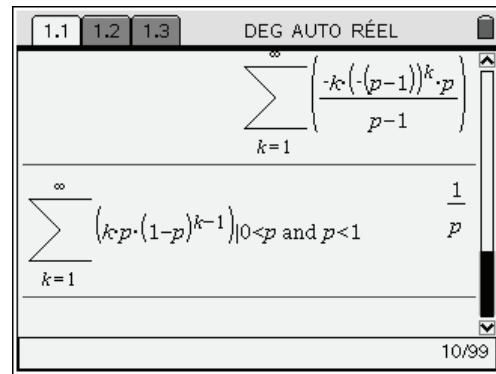 1.1 1.2 1.3 DEG AUTO RÉEL
∞
∑ (-k·(-(p−1))^k·p / (p−1))
k=1
∞
∑ (k·p·(1−p)^(k−1))|0<p and p<1 1/p
k=1
10/99